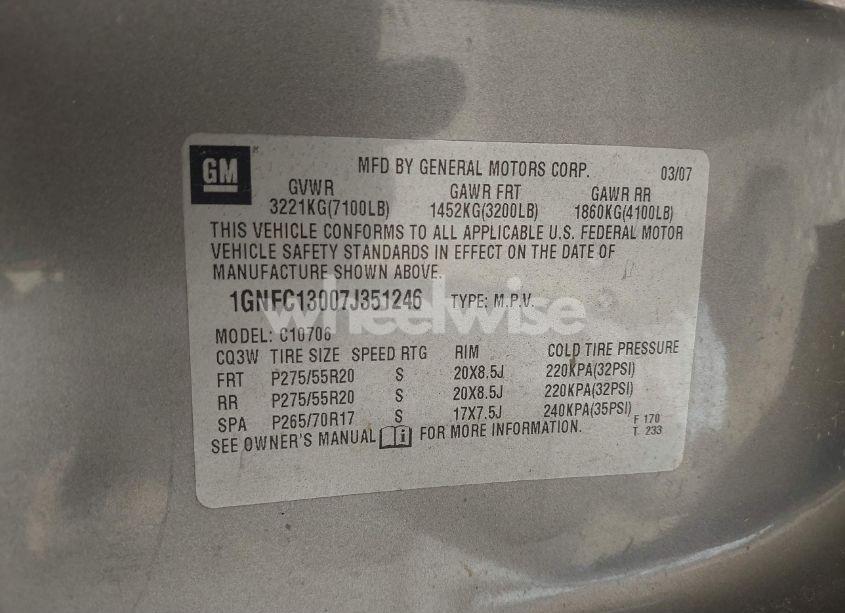 GM
MFD BY GENERAL MOTORS CORP. 03/07
GVWR GAWR FRT GAWR RR
3221KG(7100LB) 1452KG(3200LB) 1860KG(4100LB)
THIS VEHICLE CONFORMS TO ALL APPLICABLE U.S. FEDERAL MOTOR
VEHICLE SAFETY STANDARDS IN EFFECT ON THE DATE OF
MANUFACTURE SHOWN ABOVE.
1GNFC13007J351246 TYPE: M.P.V.
wheelwise
MODEL: C10706
CQ3W TIRE SIZE SPEED RTG RIM COLD TIRE PRESSURE
FRT P275/55R20 S 20X8.5J 220KPA(32PSI)
RR P275/55R20 S 20X8.5J 220KPA(32PSI)
SPA P265/70R17 S 17X7.5J 240KPA(35PSI)
SEE OWNER'S MANUAL FOR MORE INFORMATION.
F 170
T 233